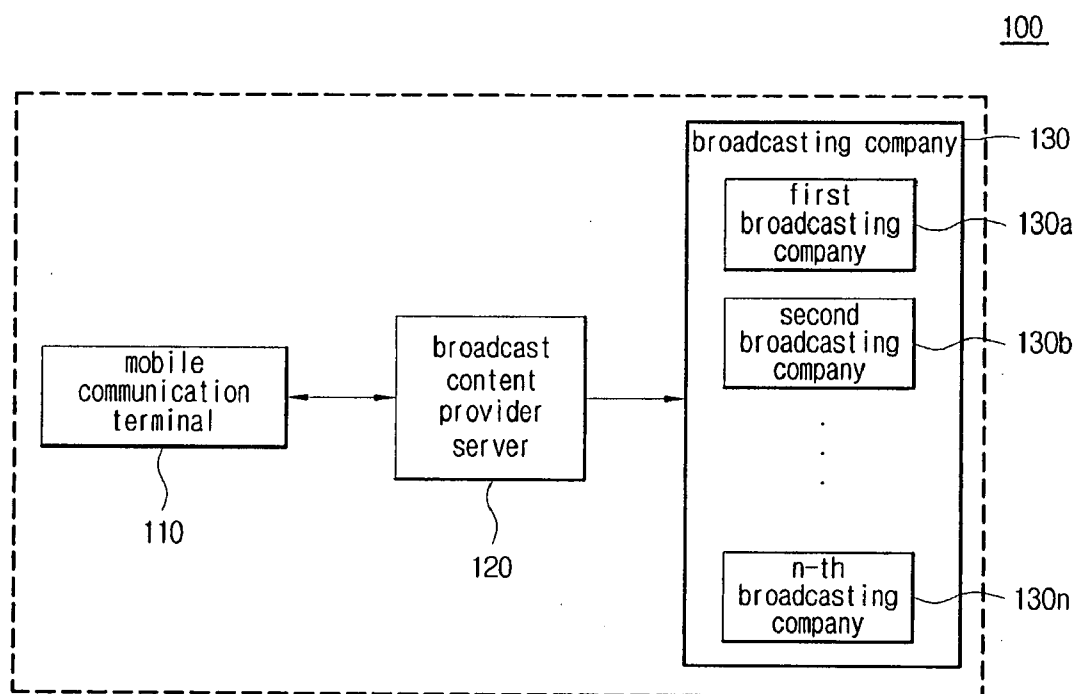 100
broadcasting company
130
first
broadcasting
company
130a
second
broadcasting
company
130b
mobile
communication
terminal
110
broadcast
content
provider
server
120
n-th
broadcasting
company
130n